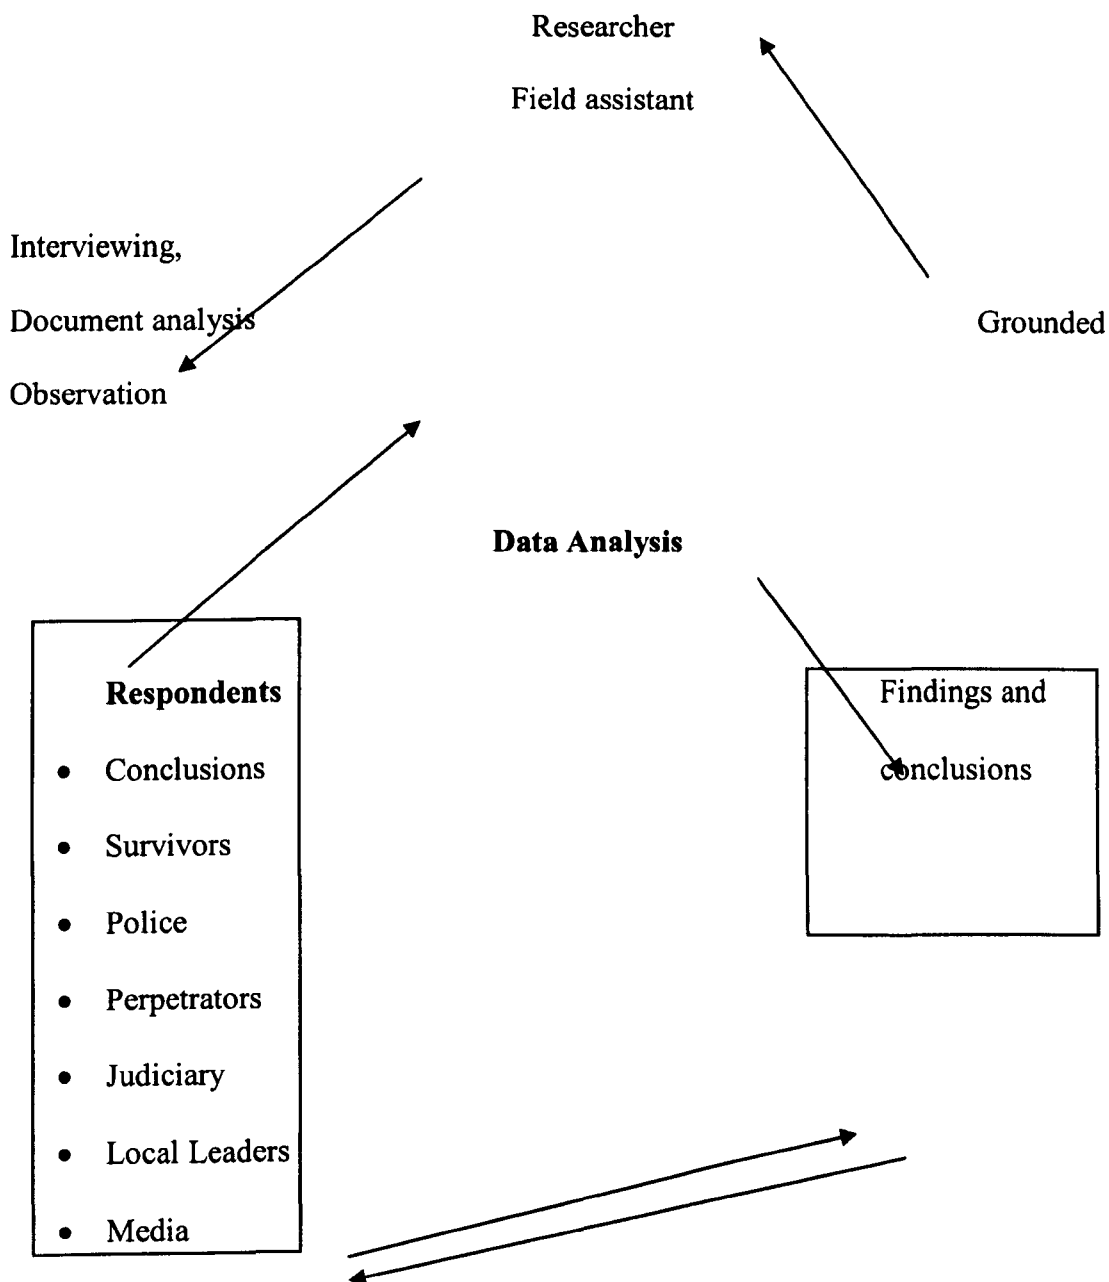 Researcher
Field assistant
Interviewing,
Document analysis
Grounded
Observation
Data Analysis
Respondents
Findings and
Conclusions
conclusions
Survivors
Police
Perpetrators
Judiciary
Local Leaders
Media